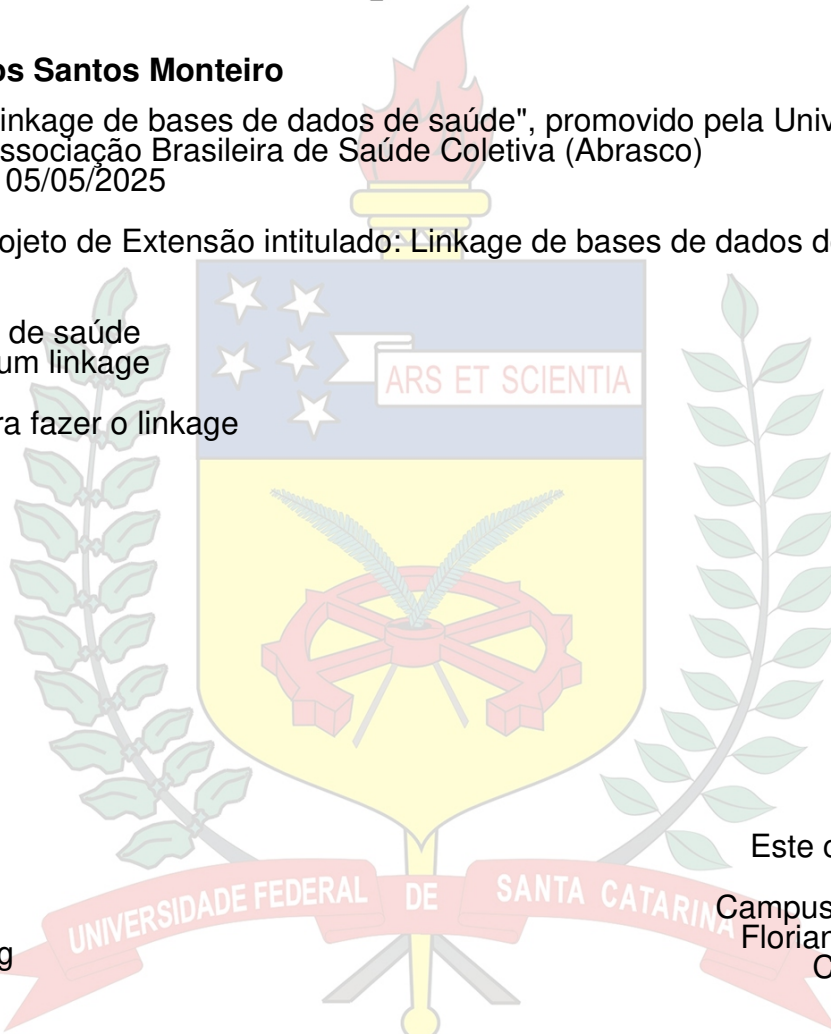 os Santos Monteiro
inkage de bases de dados de saúde", promovido pela Univ
ssociação Brasileira de Saúde Coletiva (Abrasco)
05/05/2025
ojeto de Extensão intitulado: Linkage de bases de dados d
de saúde
um linkage
ARS ET SCIENTIA
ra fazer o linkage
Este
UNIVERSIDADE FEDERAL DE SANTA CATARINA
Campus
Florian
g
C